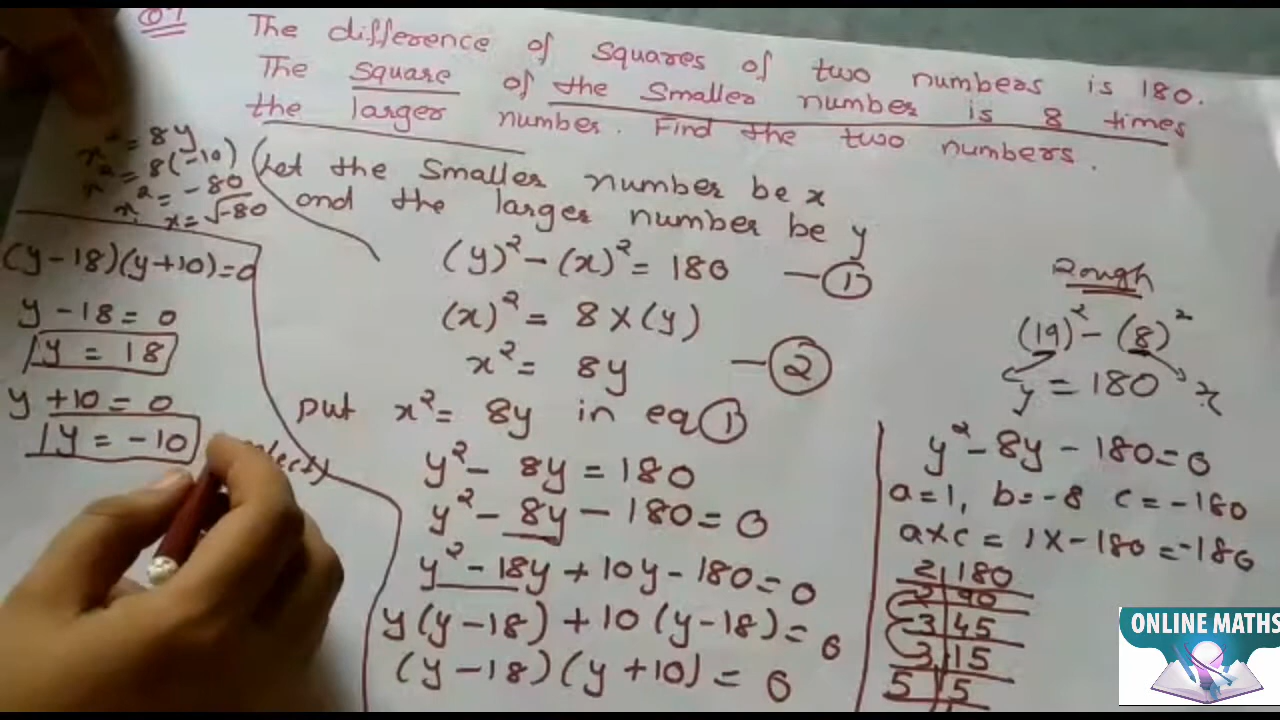 Q7 The difference of squares of two numbers is 180.
The square of the smaller number is 8 times
the larger number. Find the two numbers.
x² = 8y
x² = 8(-10)
x² = -80
x = √-80
Let the smaller number be x
and the larger number be y
(y)² - (x)² = 180 — ①
(x)² = 8 × (y)
x² = 8y — ②
put x² = 8y in eq ①
y² - 8y = 180
y² - 8y - 180 = 0
y² - 18y + 10y - 180 = 0
y(y-18) + 10(y-18) = 0
(y-18)(y+10) = 0
(y-18)(y+10) = 0
y - 18 = 0
y = 18
y + 10 = 0
y = -10
Rough
(19)² - (8)²
y = 180 x
y² - 8y - 180 = 0
a = 1, b = -8 c = -180
a×c = 1×-180 = -180
2 | 180
2 | 90
3 | 45
3 | 15
5 | 5
ONLINE MATHS